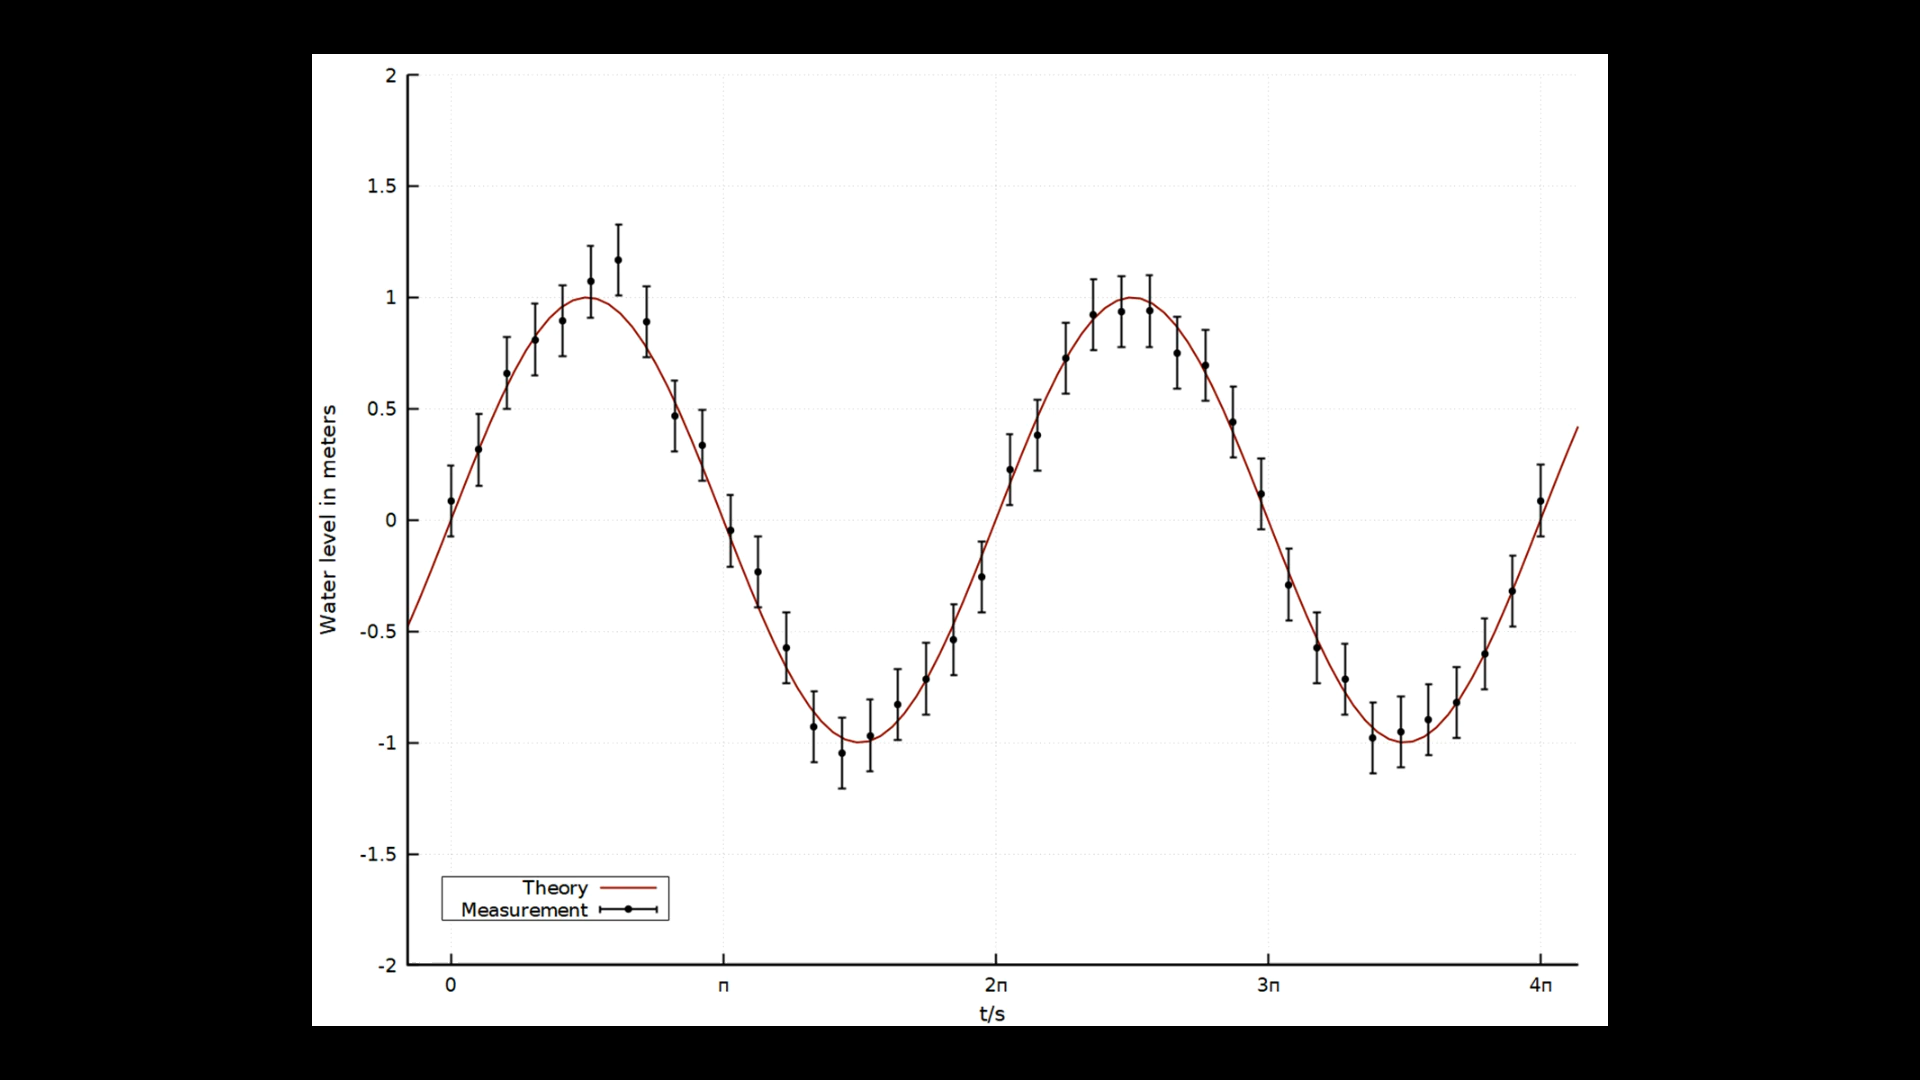 2
1.5
1
0.5
0
-0.5
-1
-1.5
-2
Water level in meters
Theory
Measurement
0 π 2π 3π 4π
t/s